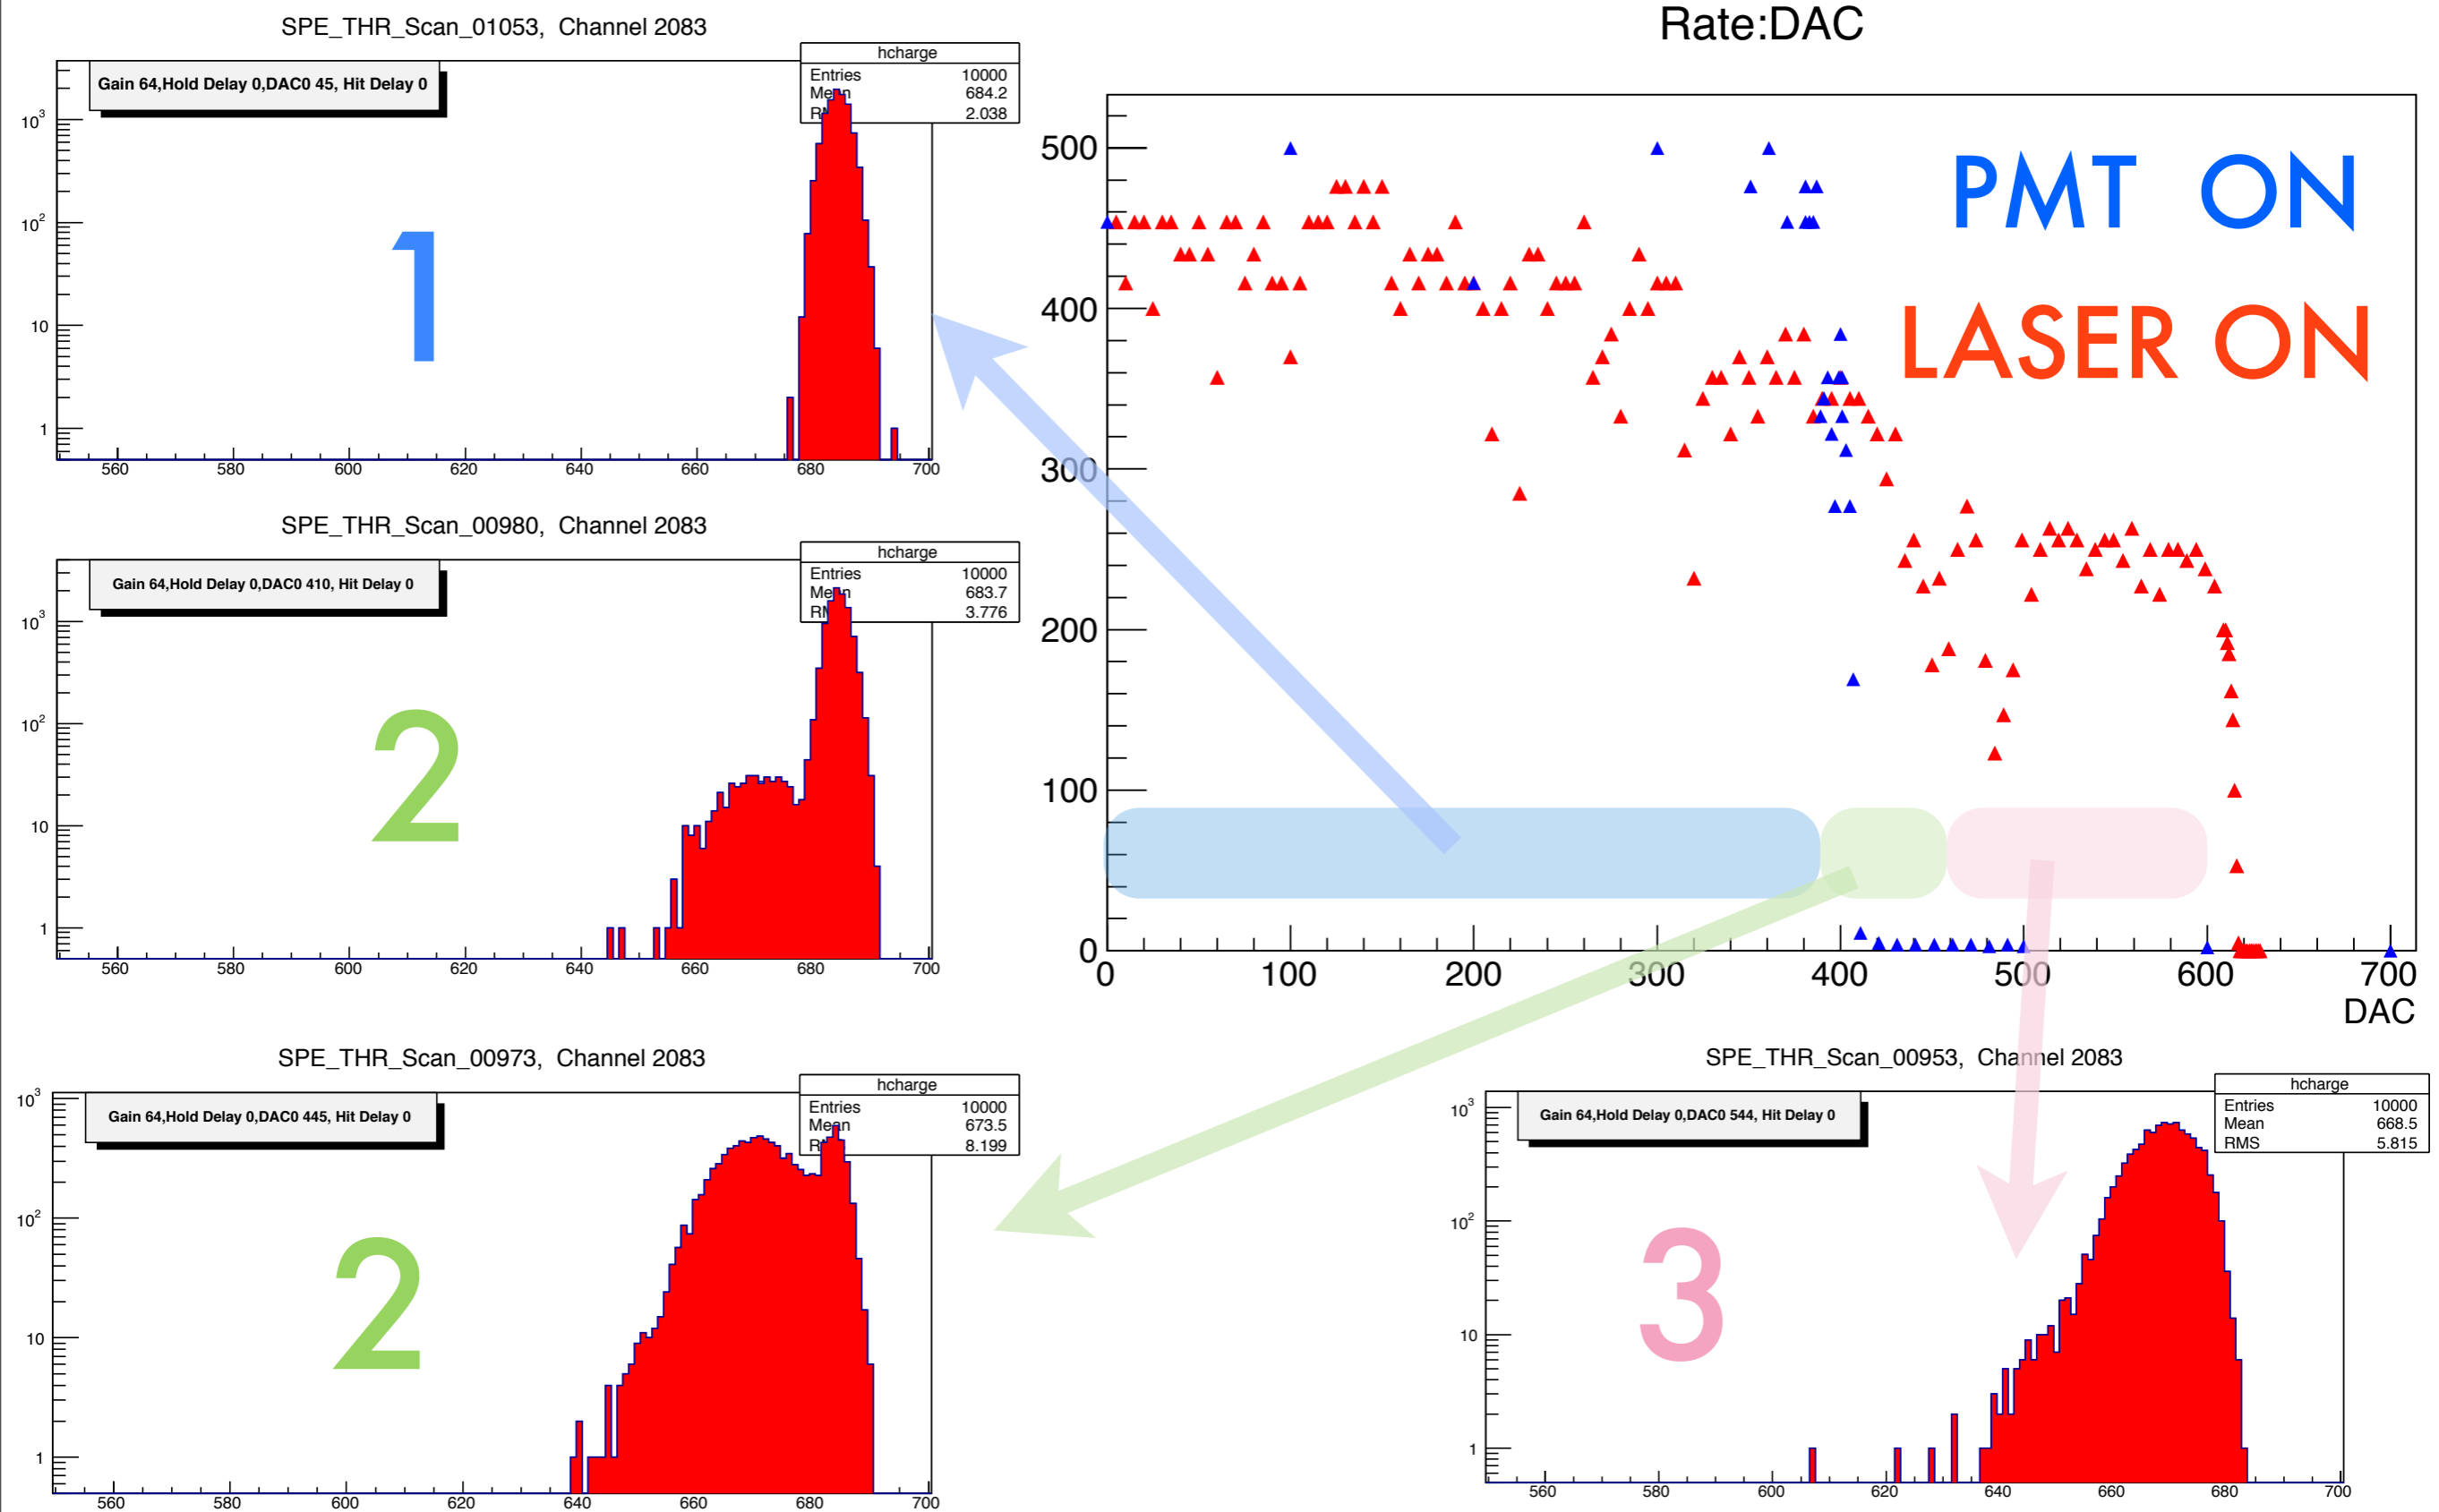 SPE_THR_Scan_01053, Channel 2083
Gain 64,Hold Delay 0,DAC0 45, Hit Delay 0
hcharge
Entries 10000
Mean 684.2
2.038
10³
10²
10
1
560 580 600 620 640 660 680 700
1
SPE_THR_Scan_00980, Channel 2083
Gain 64,Hold Delay 0,DAC0 410, Hit Delay 0
hcharge
Entries 10000
Mean 683.7
3.776
10³
10²
10
1
560 580 600 620 640 660 680 700
2
SPE_THR_Scan_00973, Channel 2083
Gain 64,Hold Delay 0,DAC0 445, Hit Delay 0
hcharge
Entries 10000
Mean 673.5
8.199
10³
10²
10
1
560 580 600 620 640 660 680 700
2
Rate:DAC
PMT ON
LASER ON
500
400
300
200
100
0
0 100 200 300 400 500 600 700
DAC
SPE_THR_Scan_00953, Channel 2083
Gain 64,Hold Delay 0,DAC0 544, Hit Delay 0
hcharge
Entries 10000
Mean 668.5
RMS 5.815
10³
10²
10
1
560 580 600 620 640 660 680 700
3